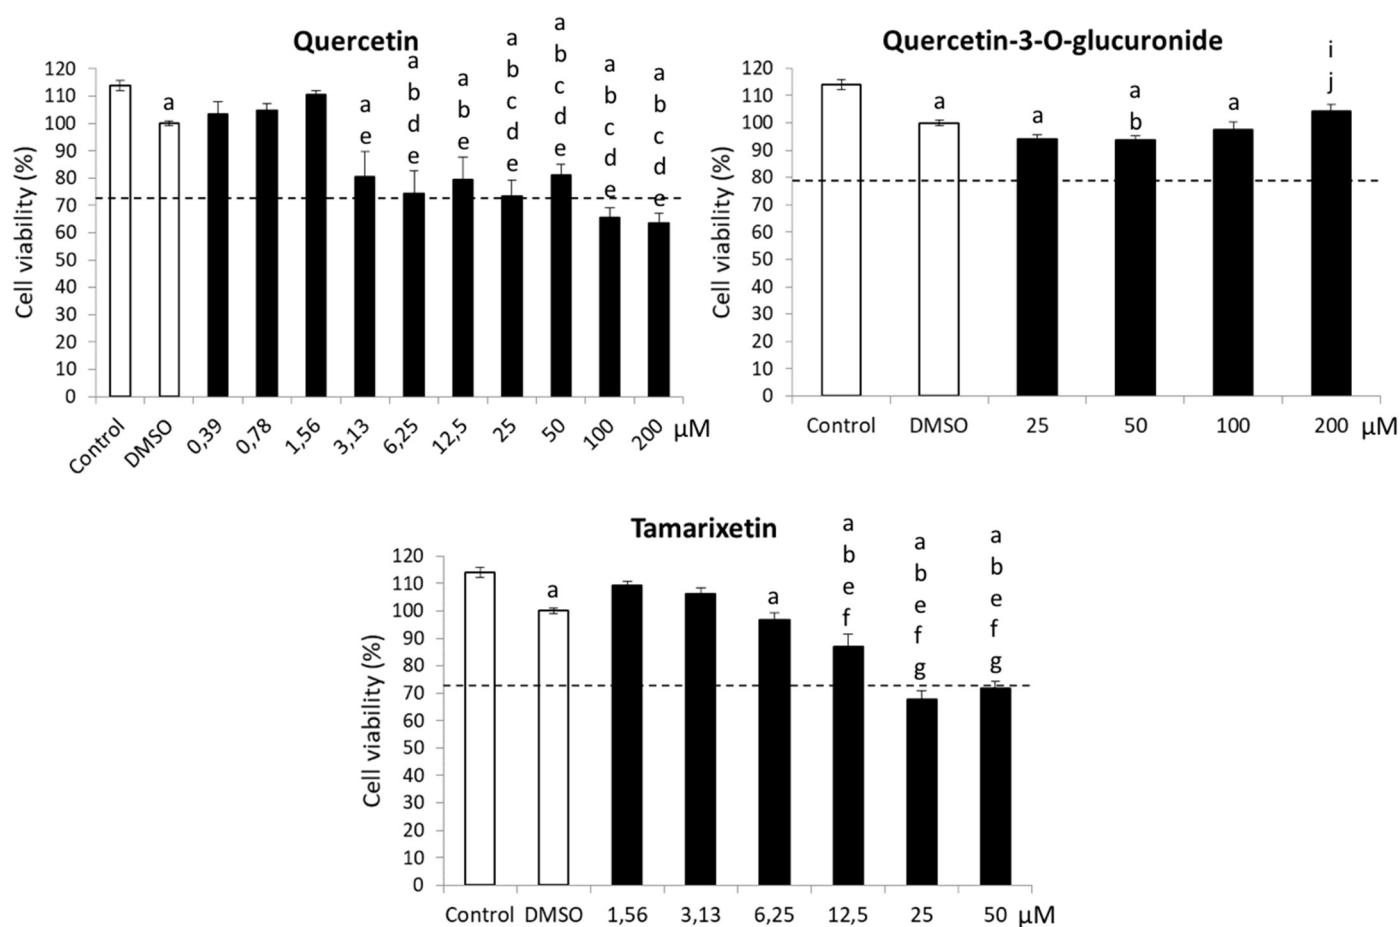 Quercetin
Cell viability (%)
120
110
100
90
80
70
60
50
40
30
20
10
0
a
a
e
a
b
d
e
a
b
e
a
b
c
d
e
a
b
c
d
e
a
b
c
d
e
a
b
c
d
e
Control DMSO 0,39 0,78 1,56 3,13 6,25 12,5 25 50 100 200 µM
Quercetin-3-O-glucuronide
Cell viability (%)
120
110
100
90
80
70
60
50
40
30
20
10
0
a
a
a
b
a
i
j
Control DMSO 25 50 100 200 µM
Tamarixetin
Cell viability (%)
120
110
100
90
80
70
60
50
40
30
20
10
0
a
a
a
b
e
f
a
b
e
f
g
a
b
e
f
g
Control DMSO 1,56 3,13 6,25 12,5 25 50 µM